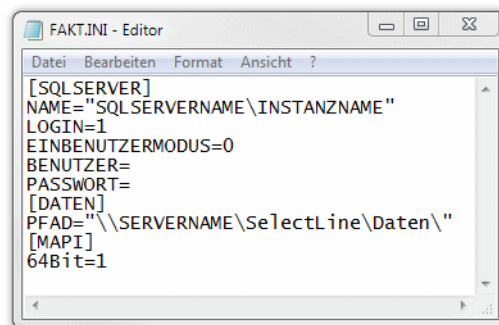 FAKT.INI - Editor
Datei Bearbeiten Format Ansicht ?
[SQLSERVER]
NAME="SQLSERVERNAME\INSTANZNAME"
LOGIN=1
EINBENUTZERMODUS=0
BENUTZER=
PASSWORT=
[DATEN]
PFAD="\\SERVERNAME\SelectLine\Daten\"
[MAPI]
64Bit=1